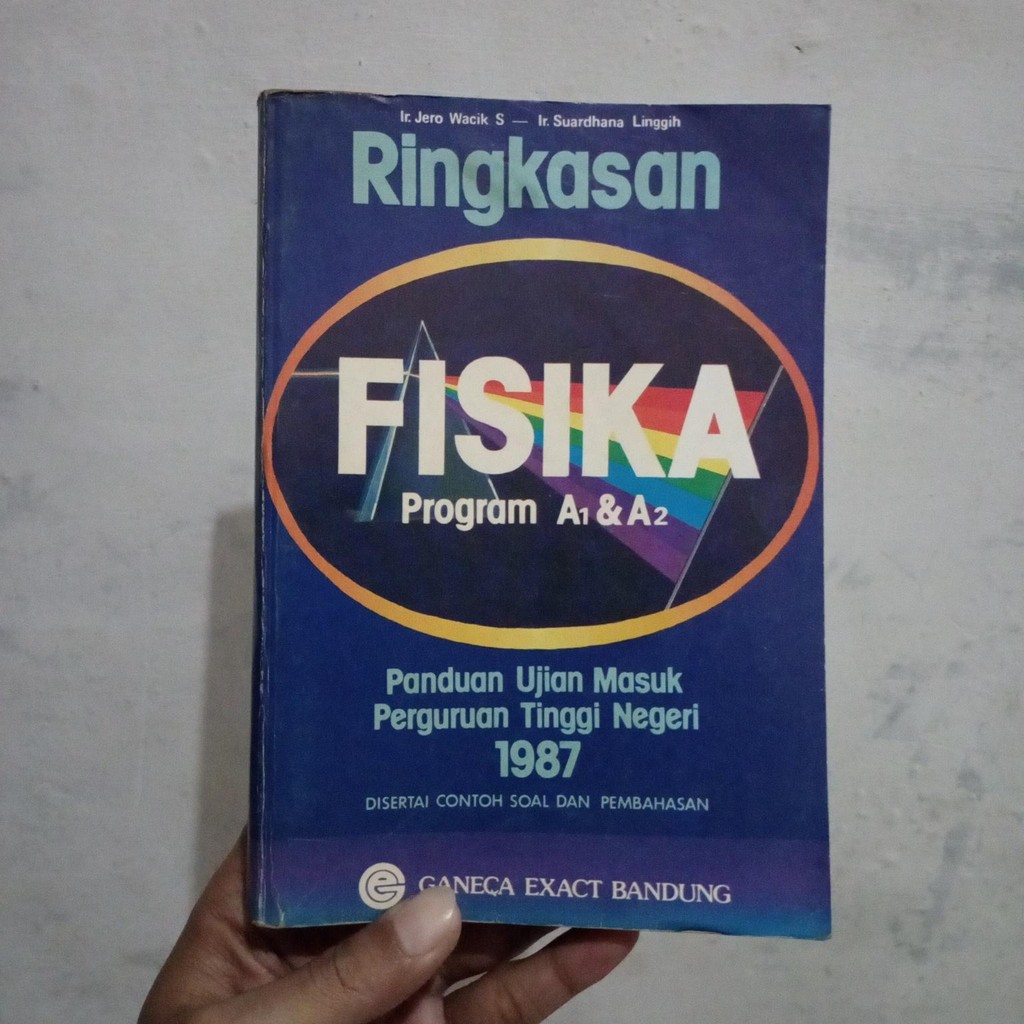 Ir. Jero Wacik S — Ir. Suardhana Linggih
Ringkasan
FISIKA
Program A1 & A2
Panduan Ujian Masuk
Perguruan Tinggi Negeri
1987
DISERTAI CONTOH SOAL DAN PEMBAHASAN
GANEÇA EXACT BANDUNG